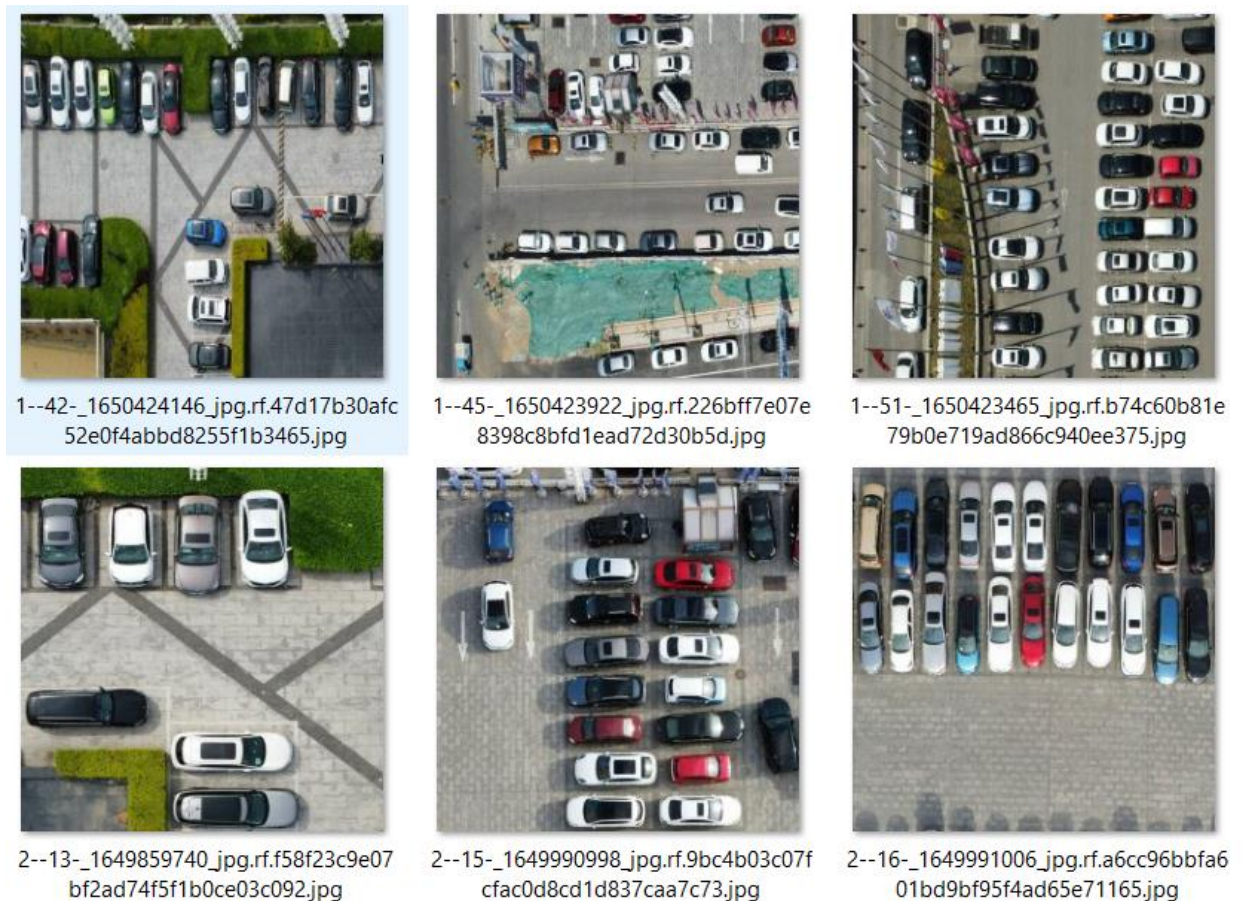 1--42-_1650424146_jpg.rf.47d17b30afc
52e0f4abbd8255f1b3465.jpg
1--45-_1650423922_jpg.rf.226bff7e07e
8398c8bfd1ead72d30b5d.jpg
1--51-_1650423465_jpg.rf.b74c60b81e
79b0e719ad866c940ee375.jpg
2--13-_1649859740_jpg.rf.f58f23c9e07
bf2ad74f5f1b0ce03c092.jpg
2--15-_1649990998_jpg.rf.9bc4b03c07f
cfac0d8cd1d837caa7c73.jpg
2--16-_1649991006_jpg.rf.a6cc96bbfa6
01bd9bf95f4ad65e71165.jpg